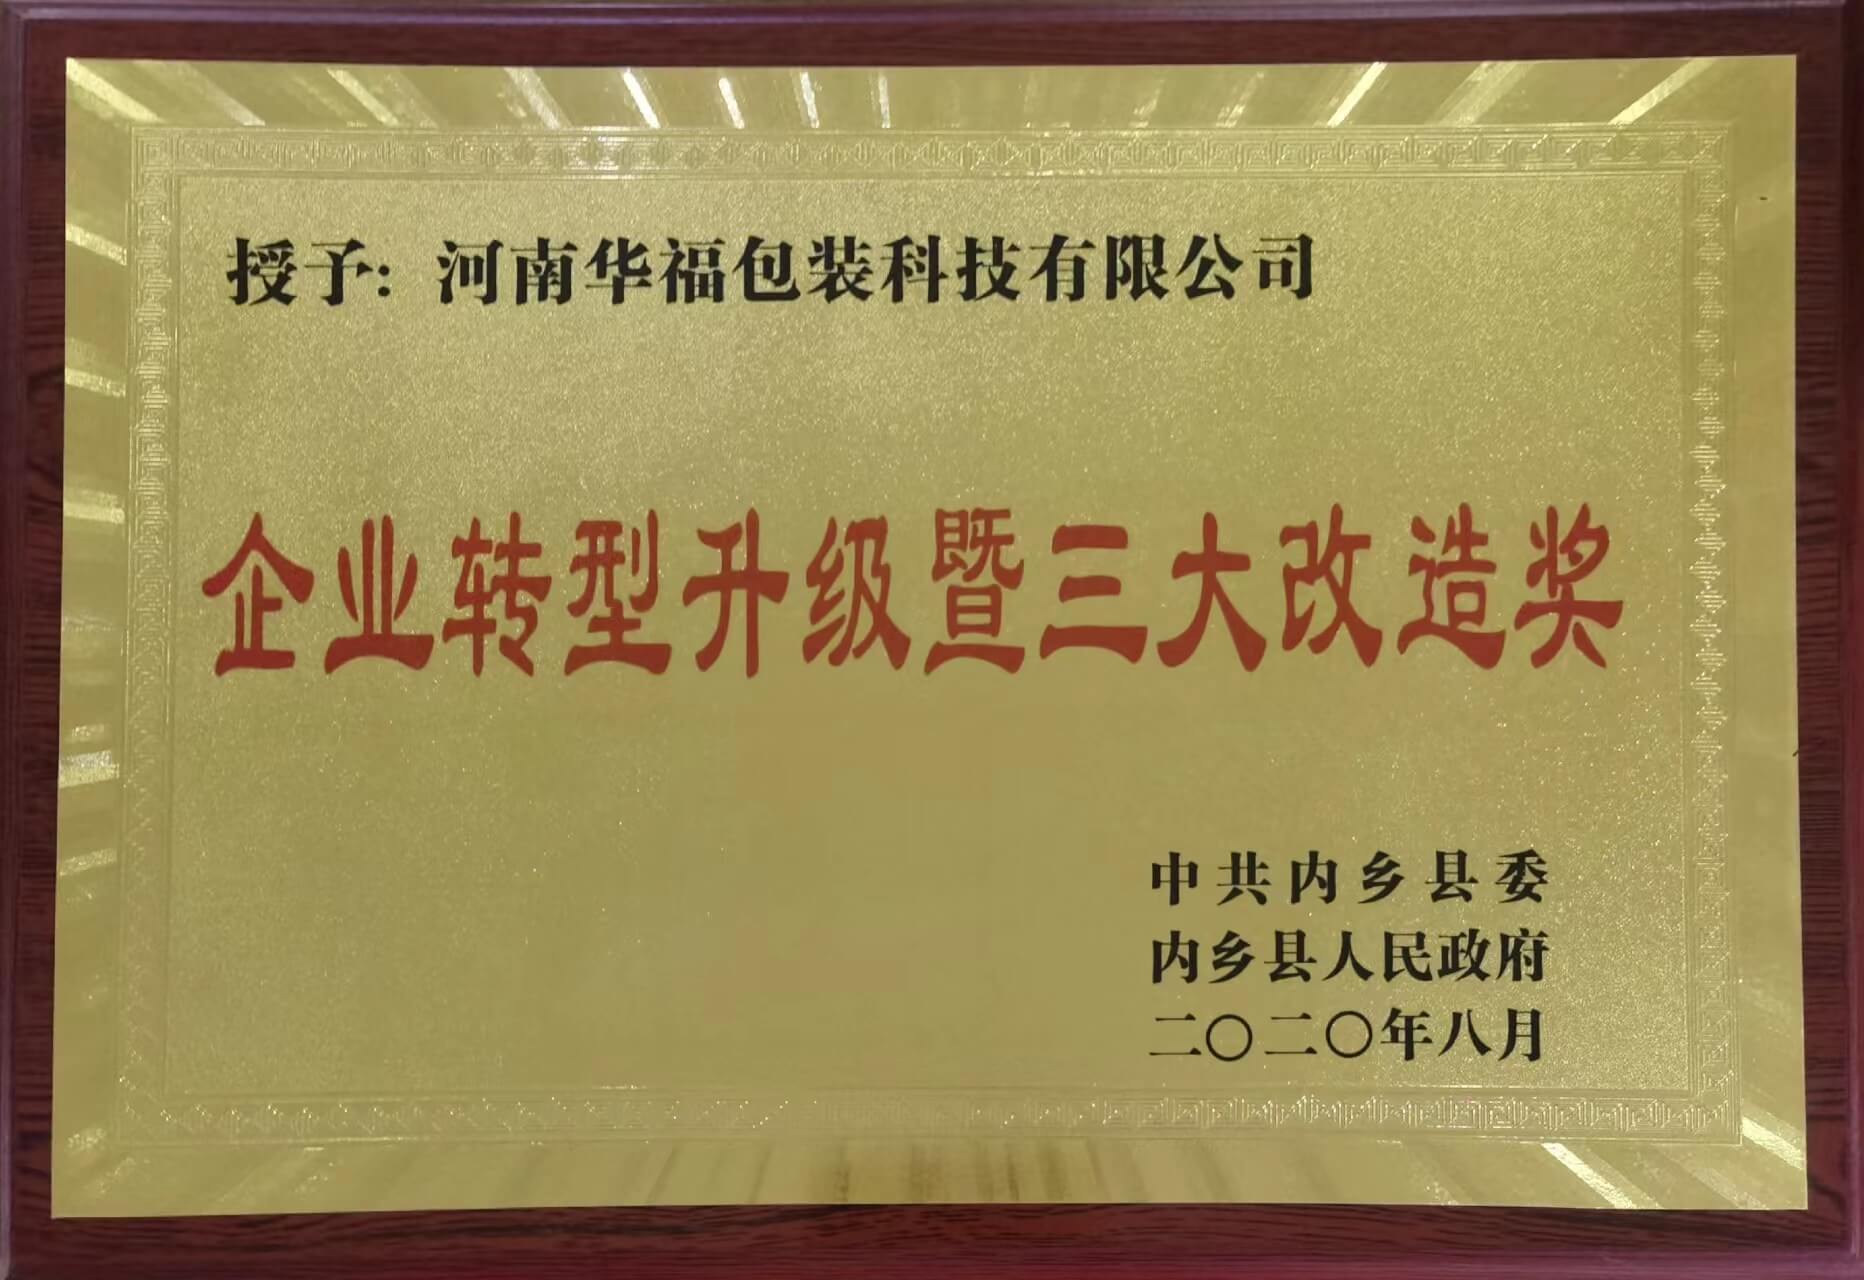 授予：河南华福包装科技有限公司
企业转型升级暨三大改造奖
中共内乡县委
内乡县人民政府
二〇二〇年八月